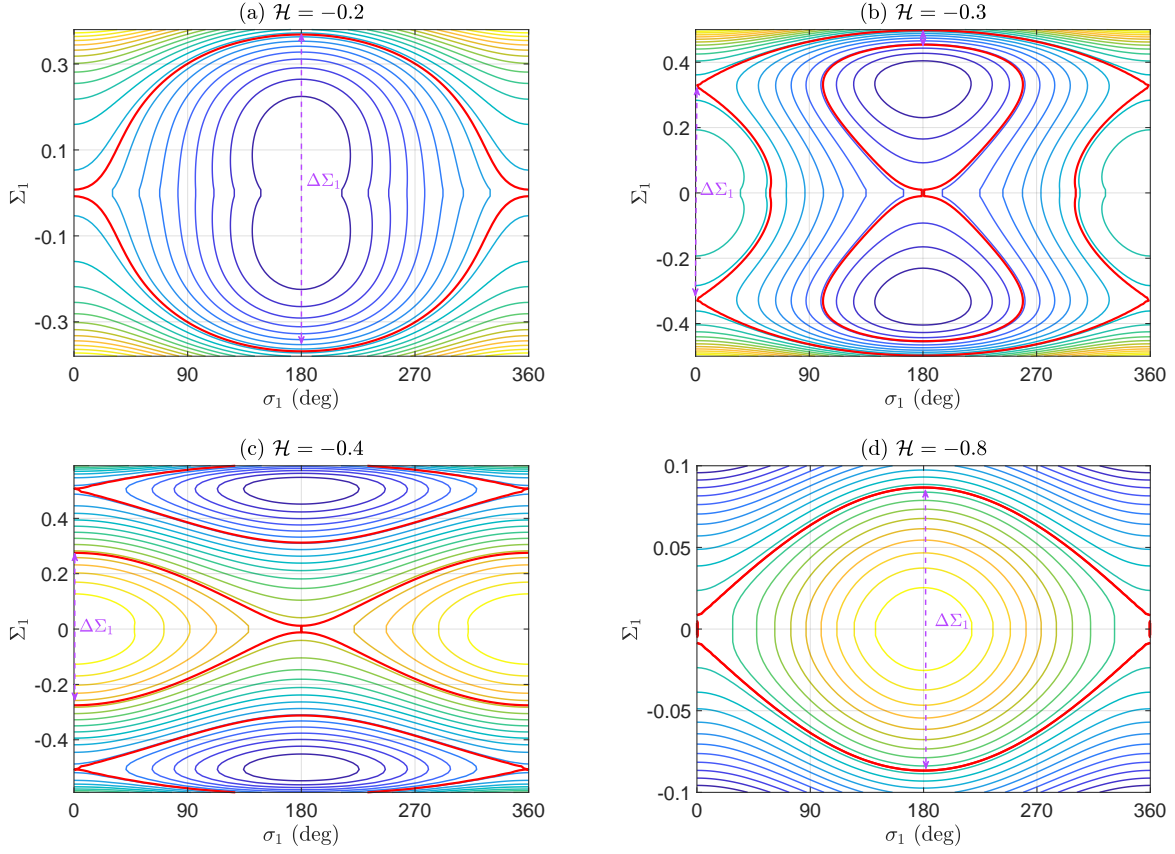 (a) $\mathcal{H} = -0.2$
Σ₁
0.3
0.1
-0.1
-0.3
ΔΣ₁
0 90 180 270 360
σ₁ (deg)
(b) $\mathcal{H} = -0.3$
Σ₁
0.4
0.2
0
-0.2
-0.4
ΔΣ₁
0 90 180 270 360
σ₁ (deg)
(c) $\mathcal{H} = -0.4$
Σ₁
0.4
0.2
0
-0.2
-0.4
ΔΣ₁
0 90 180 270 360
σ₁ (deg)
(d) $\mathcal{H} = -0.8$
Σ₁
0.1
0.05
0
-0.05
-0.1
ΔΣ₁
0 90 180 270 360
σ₁ (deg)